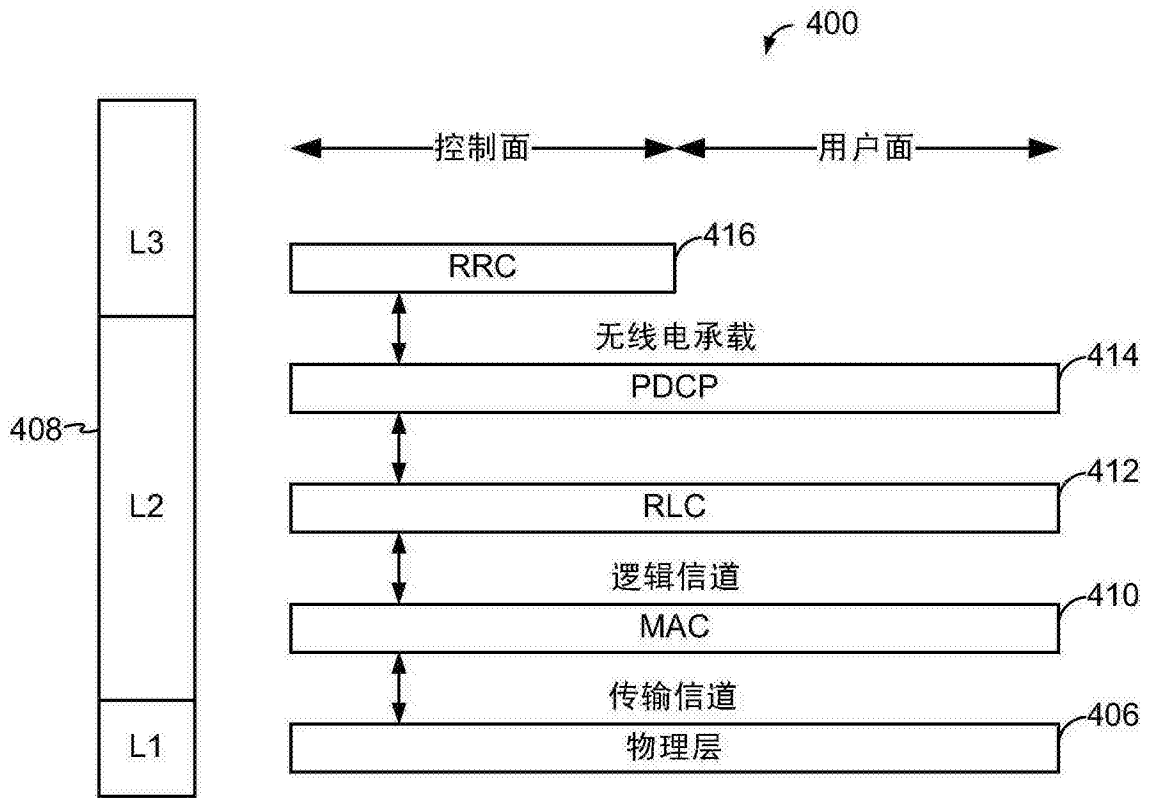 400
控制面 用户面
L3
416
RRC
无线电承载
414
PDCP
408
412
L2
RLC
逻辑信道
410
MAC
传输信道
406
L1
物理层